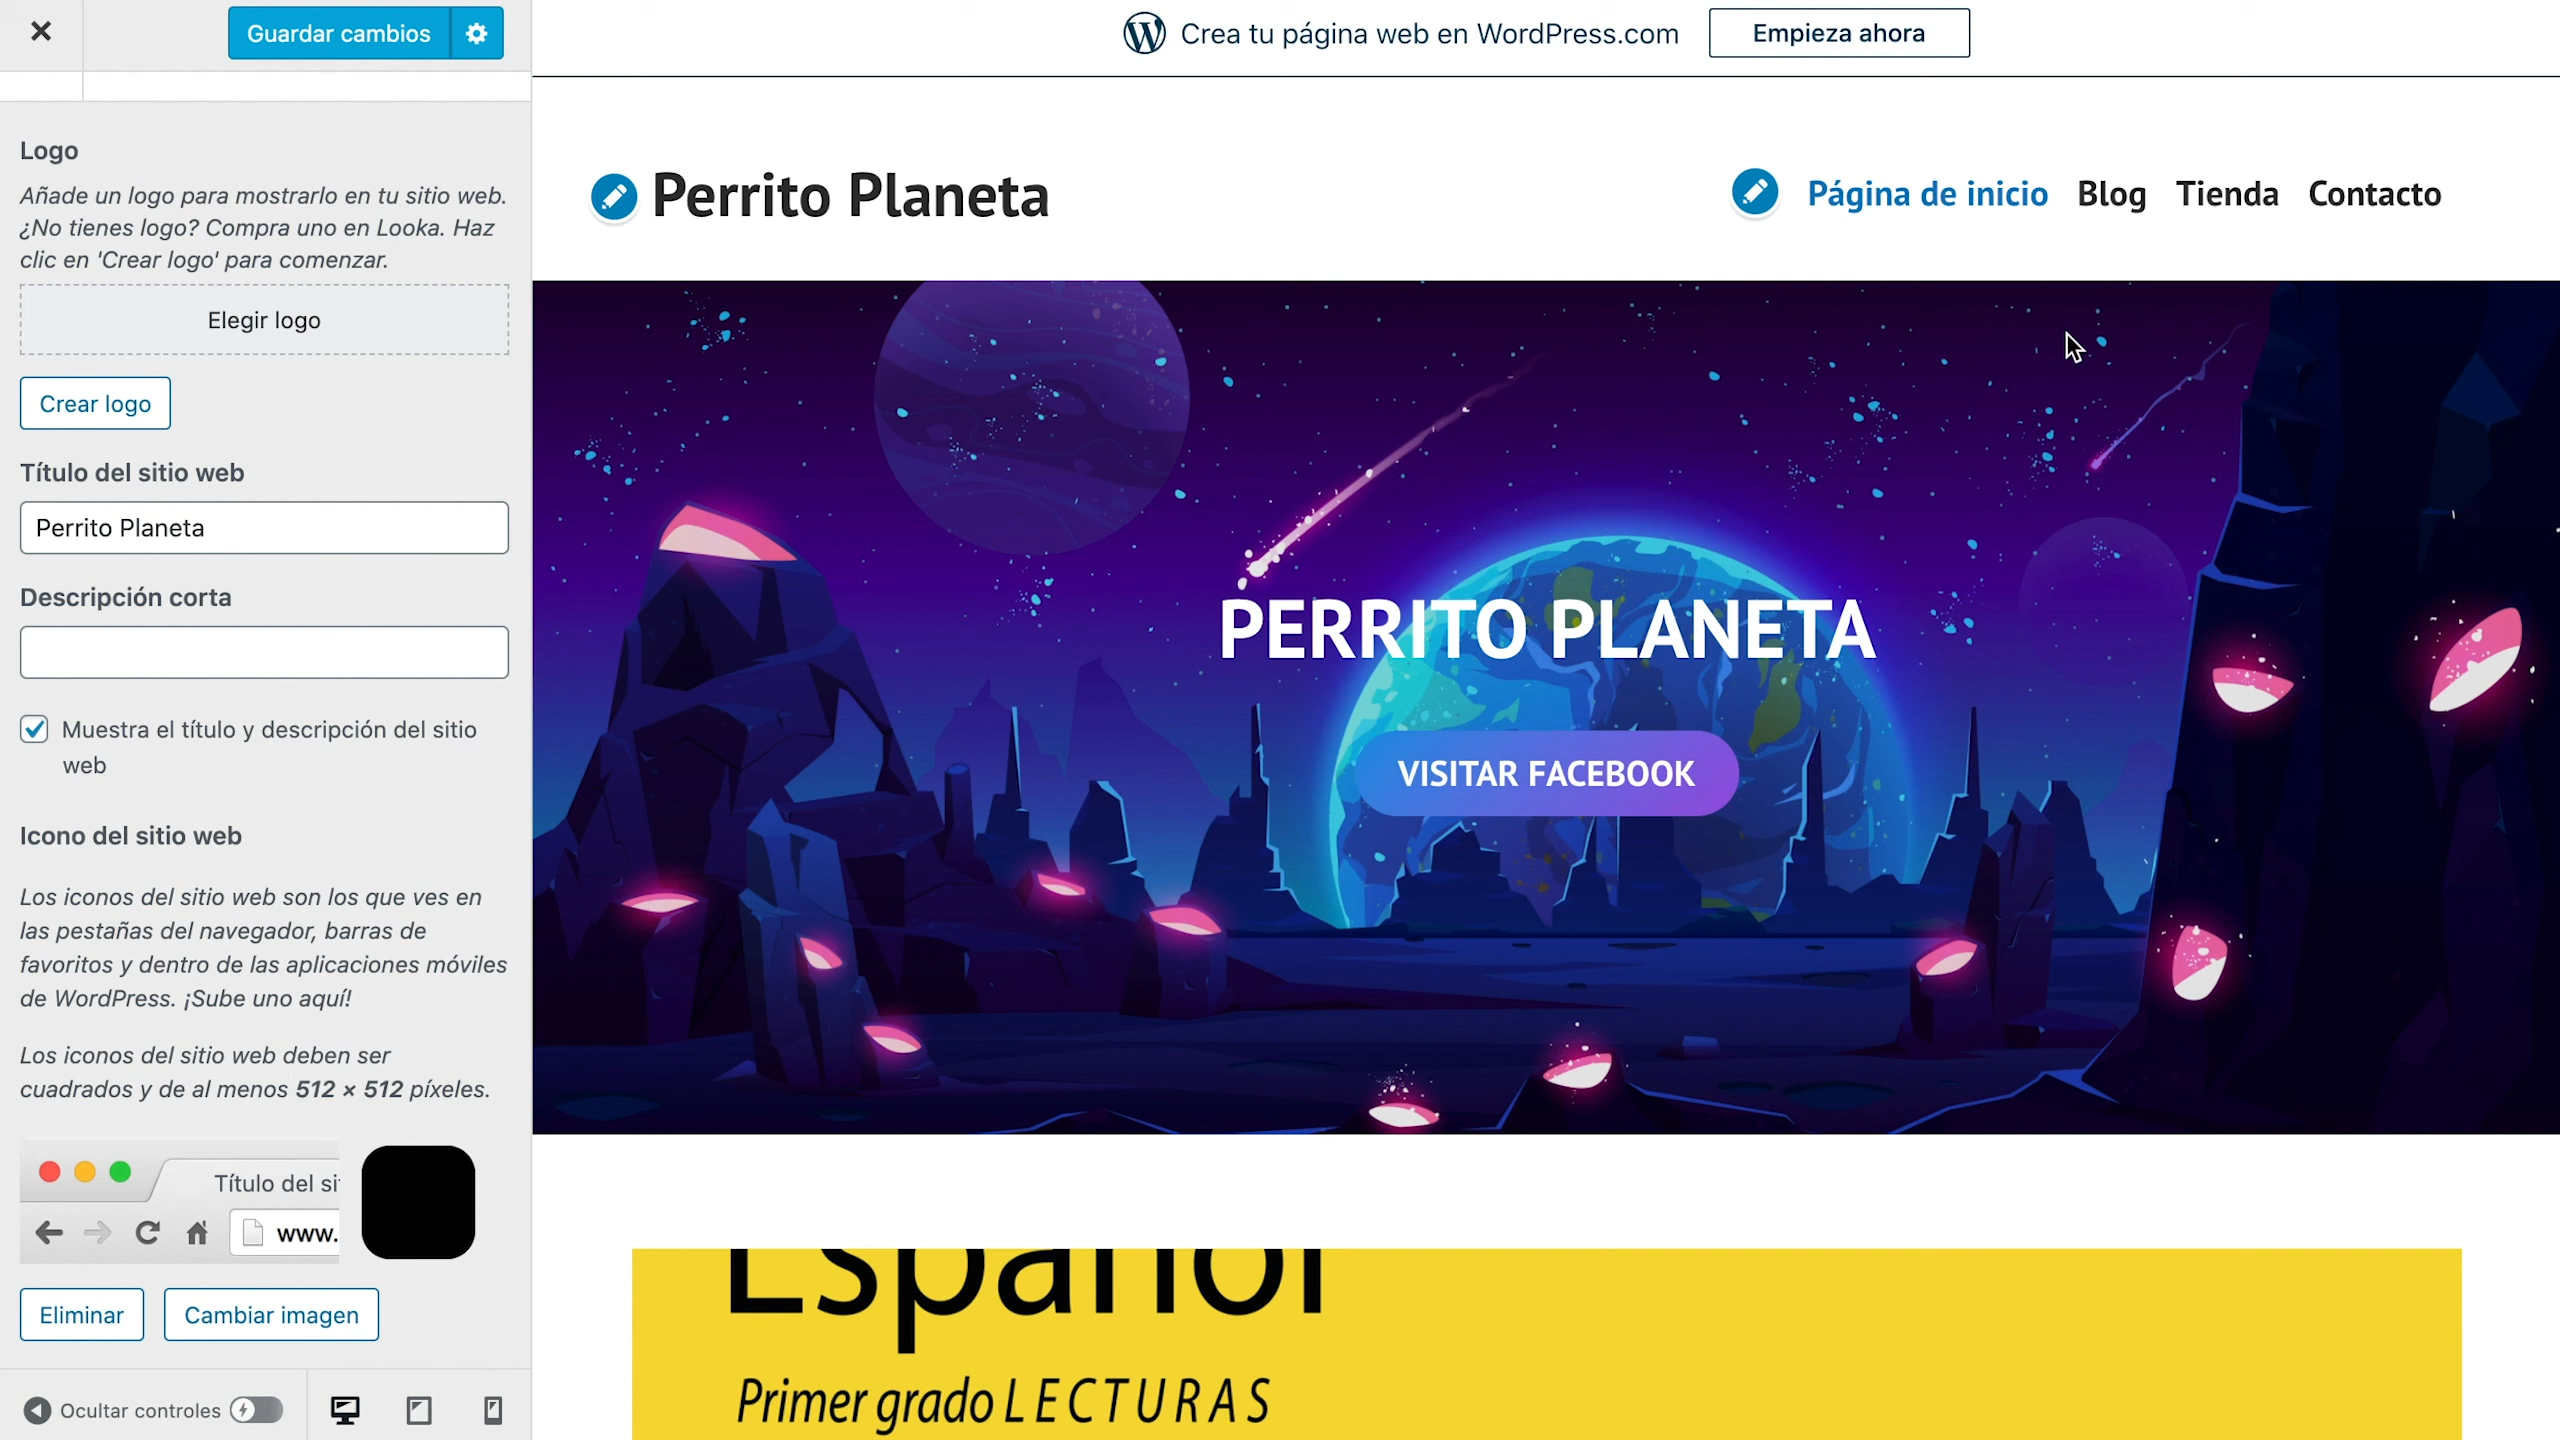 Guardar cambios
Crea tu página web en WordPress.com
Empieza ahora
Logo
Añade un logo para mostrarlo en tu sitio web.
¿No tienes logo? Compra uno en Looka. Haz
clic en 'Crear logo' para comenzar.
Elegir logo
Crear logo
Título del sitio web
Perrito Planeta
Descripción corta
Muestra el título y descripción del sitio
web
Icono del sitio web
Los iconos del sitio web son los que ves en
las pestañas del navegador, barras de
favoritos y dentro de las aplicaciones móviles
de WordPress. ¡Sube uno aquí!
Los iconos del sitio web deben ser
cuadrados y de al menos 512 × 512 píxeles.
Título del si
www.
Eliminar
Cambiar imagen
Ocultar controles
Perrito Planeta
Página de inicio
Blog
Tienda
Contacto
PERRITO PLANETA
VISITAR FACEBOOK
Español
Primer grado LECTURAS